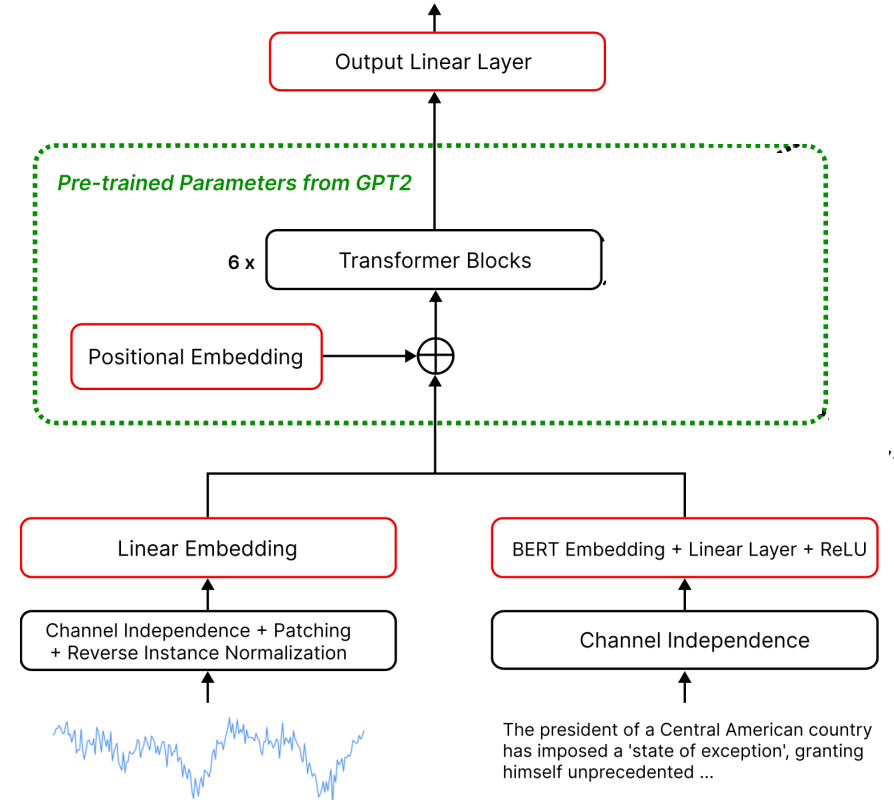 Output Linear Layer
Pre-trained Parameters from GPT2
6 x
Transformer Blocks
Positional Embedding
Linear Embedding
BERT Embedding + Linear Layer + ReLU
Channel Independence + Patching
+ Reverse Instance Normalization
Channel Independence
The president of a Central American country
has imposed a 'state of exception', granting
himself unprecedented ...